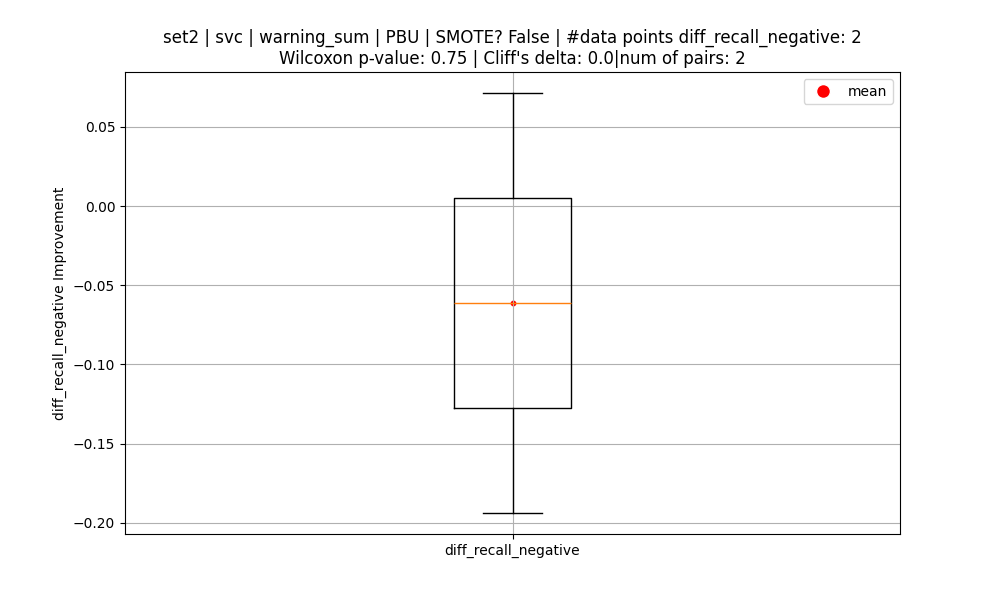 set2 | svc | warning_sum | PBU | SMOTE? False | #data points diff_recall_negative: 2
Wilcoxon p-value: 0.75 | Cliff's delta: 0.0|num of pairs: 2
mean
0.05
0.00
−0.05
−0.10
−0.15
−0.20
diff_recall_negative Improvement
diff_recall_negative